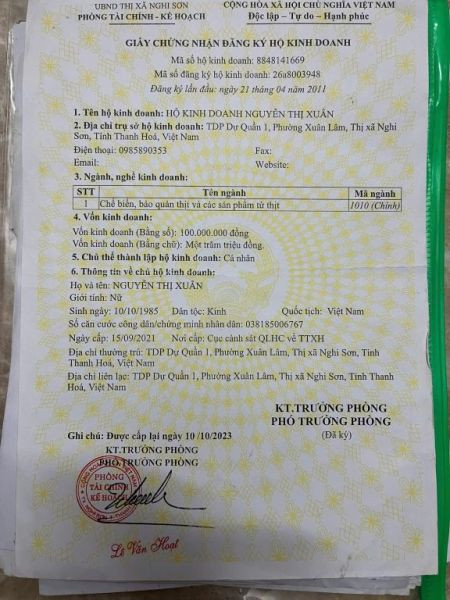 UBND THỊ XÃ NGHI SƠN
PHÒNG TÀI CHÍNH - KẾ HOẠCH
CỘNG HÒA XÃ HỘI CHỦ NGHĨA VIỆT NAM
Độc lập - Tự do - Hạnh phúc
GIẤY CHỨNG NHẬN ĐĂNG KÝ HỘ KINH DOANH
Mã số hộ kinh doanh: 8848141669
Mã số đăng ký hộ kinh doanh: 26a8003948
Đăng ký lần đầu: ngày 21 tháng 04 năm 2011
1. Tên hộ kinh doanh: HỘ KINH DOANH NGUYỄN THỊ XUÂN
2. Địa chỉ trụ sở hộ kinh doanh: TDP Dự Quần 1, Phường Xuân Lâm, Thị xã Nghi
Sơn, Tỉnh Thanh Hoá, Việt Nam
Điện thoại: 0985890353 Fax:
Email: Website:
3. Ngành, nghề kinh doanh:
STT Tên ngành Mã ngành
1 Chế biến, bảo quản thịt và các sản phẩm từ thịt 1010 (Chính)
4. Vốn kinh doanh:
Vốn kinh doanh (Bằng số): 100.000.000 đồng
Vốn kinh doanh (Bằng chữ): Một trăm triệu đồng.
5. Chủ thể thành lập hộ kinh doanh: Cá nhân
6. Thông tin về chủ hộ kinh doanh:
Họ và tên: NGUYỄN THỊ XUÂN
Giới tính: Nữ
Sinh ngày: 10/10/1985 Dân tộc: Kinh Quốc tịch: Việt Nam
Số căn cước công dân/chứng minh nhân dân: 038185006767
Ngày cấp: 15/09/2021 Nơi cấp: Cục cảnh sát QLHC về TTXH
Địa chỉ thường trú: TDP Dự Quần 1, Phường Xuân Lâm, Thị xã Nghi Sơn, Tỉnh
Thanh Hoá, Việt Nam
Địa chỉ liên lạc: TDP Dự Quần 1, Phường Xuân Lâm, Thị xã Nghi Sơn, Tỉnh Thanh
Hoá, Việt Nam
KT.TRƯỞNG PHÒNG
PHÓ TRƯỞNG PHÒNG
(Đã ký)
Ghi chú: Được cấp lại ngày 10 /10/2023
KT.TRƯỞNG PHÒNG
PHÓ TRƯỞNG PHÒNG
PHÒNG
TÀI CHÍNH
KẾ HOẠCH
Lê Văn Hoạt